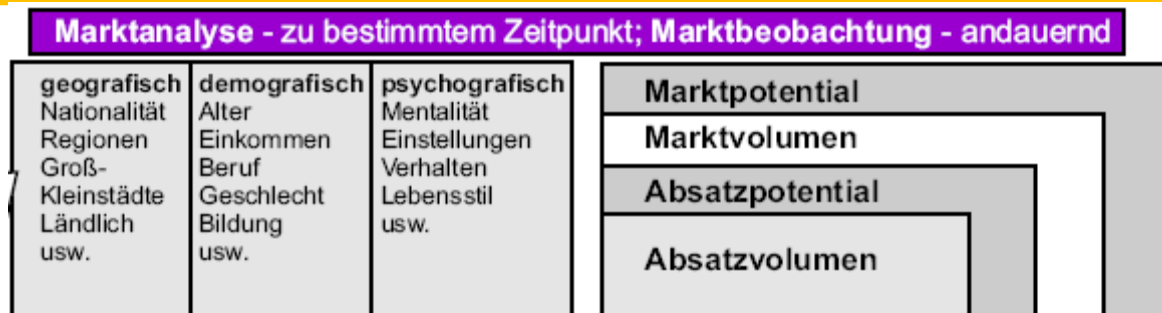 Marktanalyse - zu bestimmtem Zeitpunkt; Marktbeobachtung - andauernd
geografisch
Nationalität
Regionen
Groß-
Kleinstädte
Ländlich
usw.
demografisch
Alter
Einkommen
Beruf
Geschlecht
Bildung
usw.
psychografisch
Mentalität
Einstellungen
Verhalten
Lebensstil
usw.
Marktpotential
Marktvolumen
Absatzpotential
Absatzvolumen